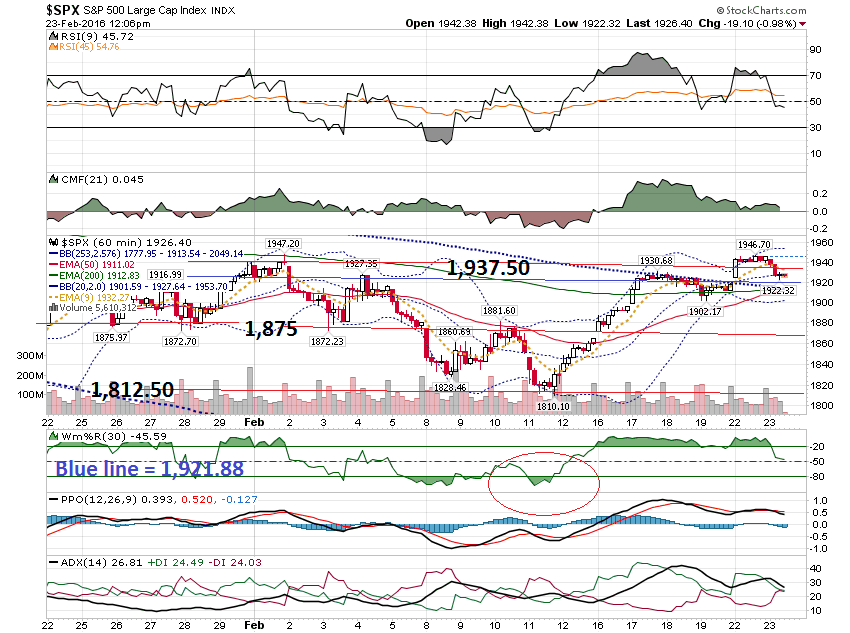 $SPX S&P 500 Large Cap Index INDX © StockCharts.com
23-Feb-2016 12:06pm Open 1942.38 High 1942.38 Low 1922.32 Last 1926.40 Chg -19.10 (-0.98%)
RSI(9) 45.72
RSI(45) 54.76
90
70
50
30
10
CMF(21) 0.045
0.2
0.0
-0.2
$SPX (60 min) 1926.40
BB(253,2.576) 1777.95 - 1913.54 - 2049.14
EMA(50) 1911.02
EMA(200) 1912.83
BB(20,2.0) 1901.59 - 1927.64 - 1953.70
EMA(9) 1932.27
Volume 5,610,312
1947.20
1946.70
1927.35
1,937.50
1930.68
1916.99
1922.32
1902.17
1881.60
1,875
1860.69
1875.97
1872.70
1872.23
1828.46
1810.10
1,812.50
1960
1940
1920
1900
1880
1860
1840
1820
1800
300M
200M
100M
22 25 26 27 28 29 Feb 2 3 4 5 8 9 10 11 12 16 17 18 19 22 23
Wm%R(30) -45.59
Blue line = 1,921.88
-20
-50
-80
PPO(12,26,9) 0.393, 0.520, -0.127
1.0
0.5
0.0
-0.5
-1.0
ADX(14) 26.81 +DI 24.49 -DI 24.03
40
30
20
10
22 25 26 27 28 29 Feb 2 3 4 5 8 9 10 11 12 16 17 18 19 22 23